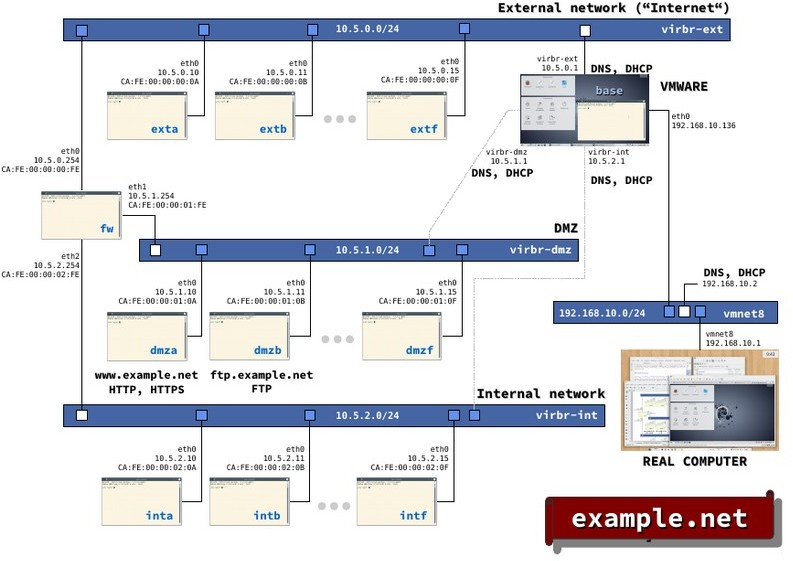 External network (“Internet“)
10.5.0.0/24
virbr-ext
eth0
10.5.0.10
CA:FE:00:00:00:0A
exta
eth0
10.5.0.11
CA:FE:00:00:00:0B
extb
eth0
10.5.0.15
CA:FE:00:00:00:0F
extf
virbr-ext
10.5.0.1
DNS, DHCP
base
VMWARE
eth0
192.168.10.136
virbr-dmz
10.5.1.1
DNS, DHCP
virbr-int
10.5.2.1
DNS, DHCP
eth0
10.5.0.254
CA:FE:00:00:00:FE
eth1
10.5.1.254
CA:FE:00:00:01:FE
fw
eth2
10.5.2.254
CA:FE:00:00:02:FE
DMZ
10.5.1.0/24
virbr-dmz
eth0
10.5.1.10
CA:FE:00:00:01:0A
dmza
www.example.net
HTTP, HTTPS
eth0
10.5.1.11
CA:FE:00:00:01:0B
dmzb
ftp.example.net
FTP
eth0
10.5.1.15
CA:FE:00:00:01:0F
dmzf
DNS, DHCP
192.168.10.2
192.168.10.0/24
vmnet8
vmnet8
192.168.10.1
REAL COMPUTER
Internal network
10.5.2.0/24
virbr-int
eth0
10.5.2.10
CA:FE:00:00:02:0A
inta
eth0
10.5.2.11
CA:FE:00:00:02:0B
intb
eth0
10.5.2.15
CA:FE:00:00:02:0F
intf
example.net